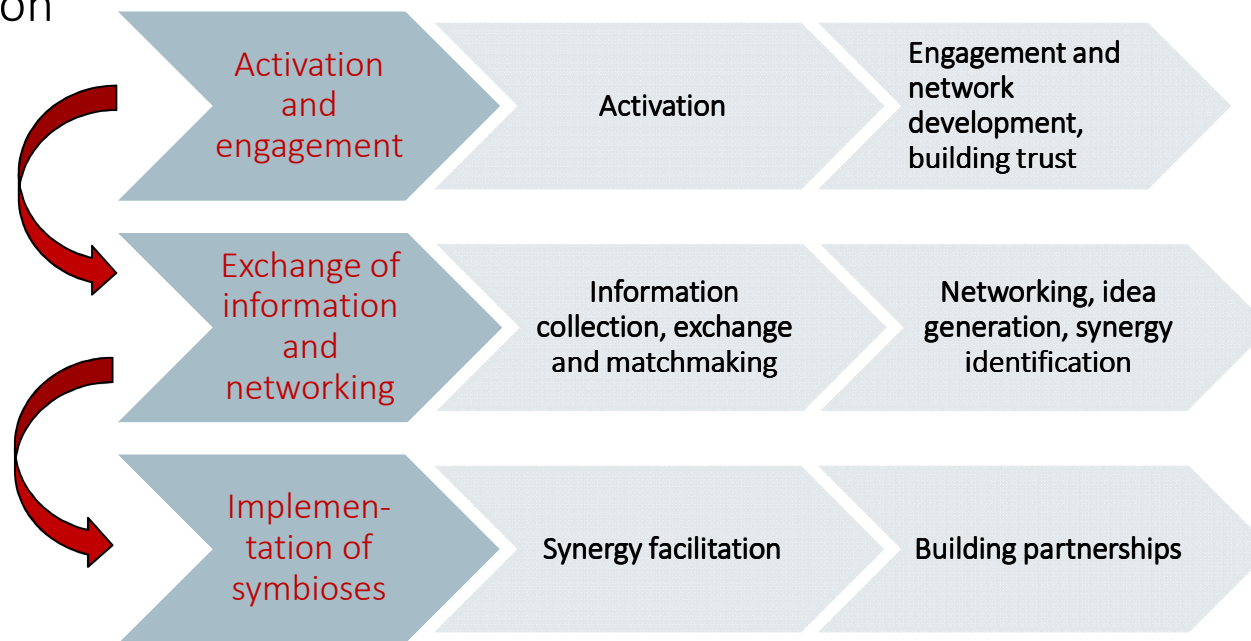 on
Activation
and
engagement
Activation
Engagement and
network
development,
building trust
Exchange of
information
and
networking
Information
collection, exchange
and matchmaking
Networking, idea
generation, synergy
identification
Implemen-
tation of
symbioses
Synergy facilitation
Building partnerships